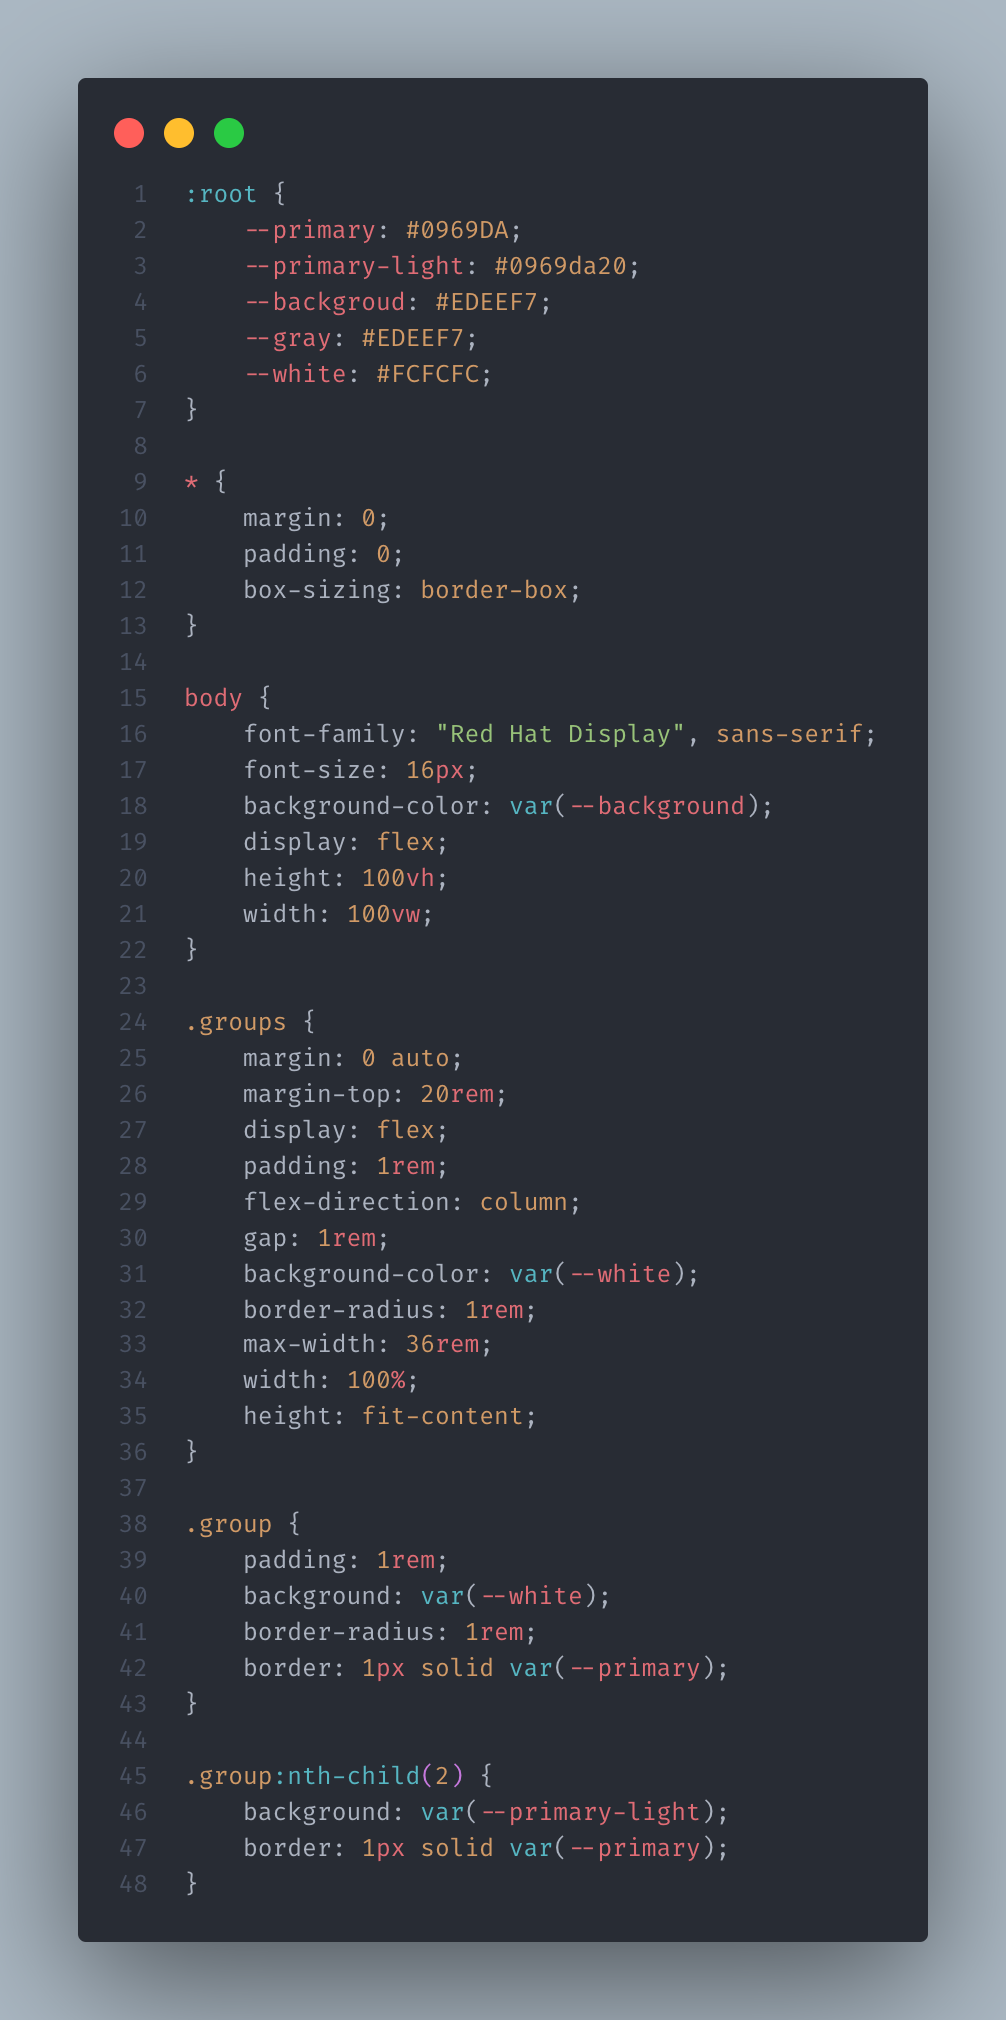 1 :root {
2     --primary: #0969DA;
3     --primary-light: #0969da20;
4     --backgroud: #EDEEF7;
5     --gray: #EDEEF7;
6     --white: #FCFCFC;
7 }
8
9 * {
10     margin: 0;
11     padding: 0;
12     box-sizing: border-box;
13 }
14
15 body {
16     font-family: "Red Hat Display", sans-serif;
17     font-size: 16px;
18     background-color: var(--background);
19     display: flex;
20     height: 100vh;
21     width: 100vw;
22 }
23
24 .groups {
25     margin: 0 auto;
26     margin-top: 20rem;
27     display: flex;
28     padding: 1rem;
29     flex-direction: column;
30     gap: 1rem;
31     background-color: var(--white);
32     border-radius: 1rem;
33     max-width: 36rem;
34     width: 100%;
35     height: fit-content;
36 }
37
38 .group {
39     padding: 1rem;
40     background: var(--white);
41     border-radius: 1rem;
42     border: 1px solid var(--primary);
43 }
44
45 .group:nth-child(2) {
46     background: var(--primary-light);
47     border: 1px solid var(--primary);
48 }